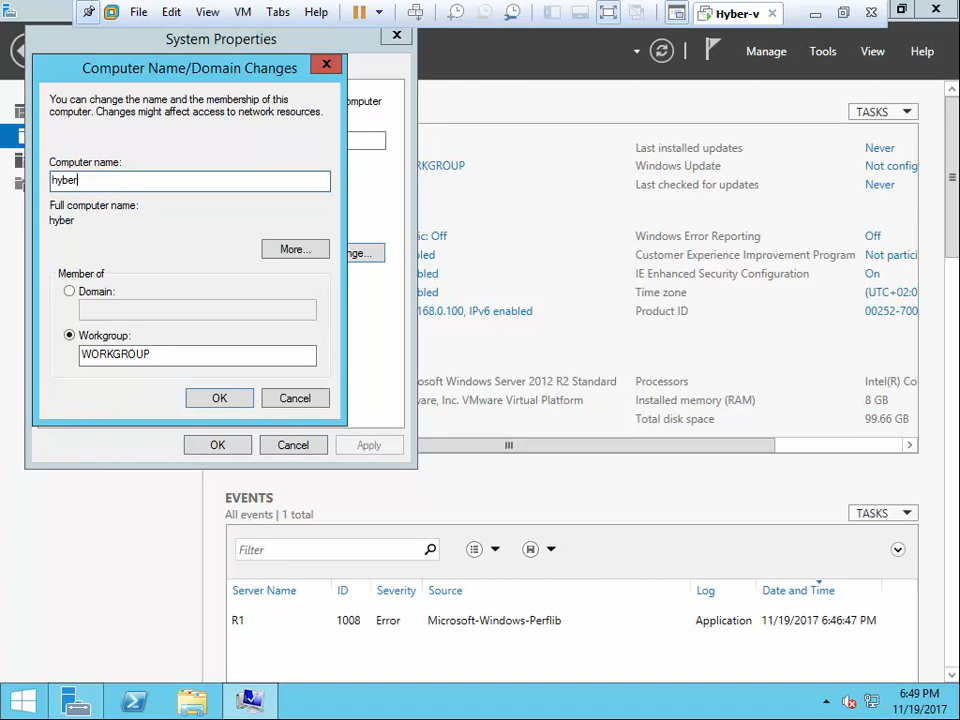 File Edit View VM Tabs Help Hyber-v
System Properties
Manage Tools View Help
Computer Name/Domain Changes
You can change the name and the membership of this
computer. Changes might affect access to network resources.
omputer
TASKS
Computer name:
hyber
Full computer name:
hyber
More...
nge...
Member of
Domain:
Workgroup:
WORKGROUP
OK Cancel
OK Cancel Apply
Last installed updates Never
RKGROUP Windows Update Not config
Last checked for updates Never
ic: Off Windows Error Reporting Off
led Customer Experience Improvement Program Not partici
abled IE Enhanced Security Configuration On
abled Time zone (UTC+02:0
168.0.100, IPv6 enabled Product ID 00252-700
osoft Windows Server 2012 R2 Standard Processors Intel(R) Co
are, Inc. VMware Virtual Platform Installed memory (RAM) 8 GB
Total disk space 99.66 GB
EVENTS
All events | 1 total
TASKS
Filter
Server Name ID Severity Source Log Date and Time
R1 1008 Error Microsoft-Windows-Perflib Application 11/19/2017 6:46:47 PM
6:49 PM
11/19/2017